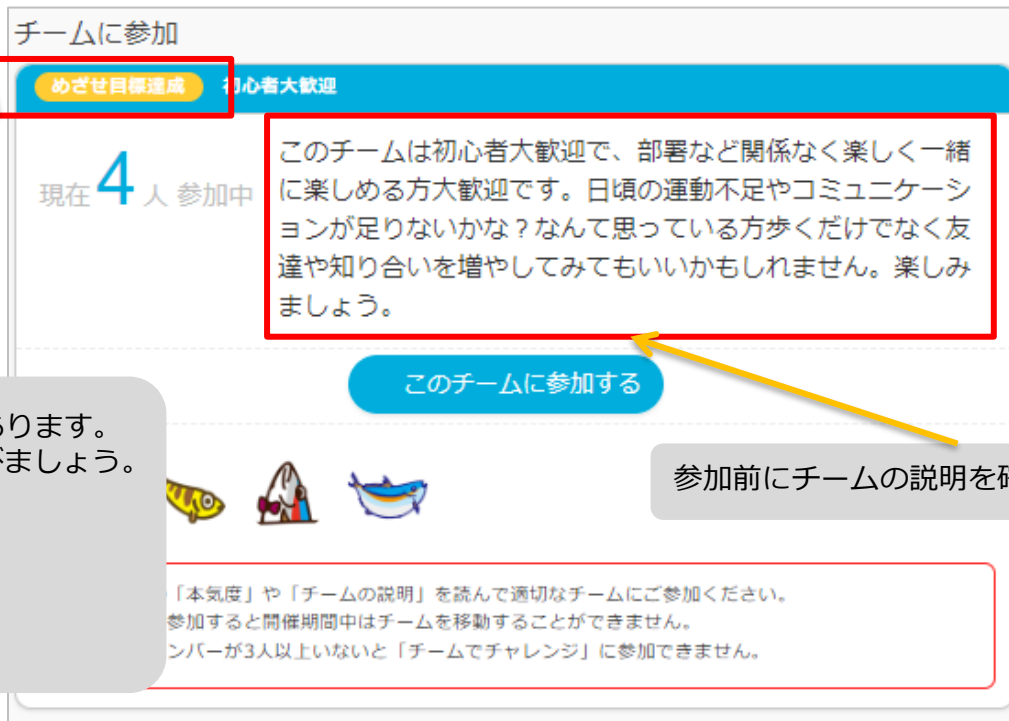 チームに参加
めざせ目標達成 初心者大歓迎
現在4人 参加中
このチームは初心者大歓迎で、部署など関係なく楽しく一緒
に楽しめる方大歓迎です。日頃の運動不足やコミュニケーシ
ョンが足りないかな？なんて思っている方歩くだけでなく友
達や知り合いを増やしてみてもいいかもしれません。楽しみ
ましょう。
このチームに参加する
ります。
ましょう。
参加前にチームの説明を
「本気度」や「チームの説明」を読んで適切なチームにご参加ください。
参加すると開催期間中はチームを移動することができません。
ンバーが3人以上いないと「チームでチャレンジ」に参加できません。